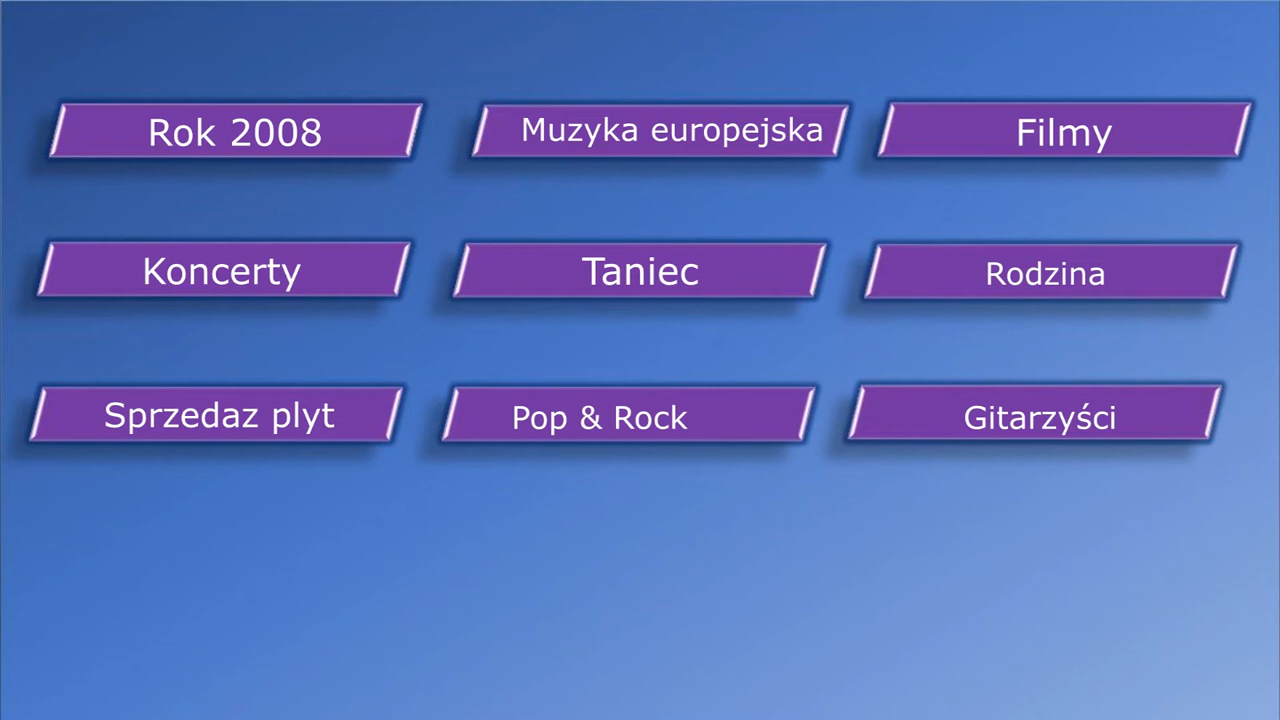 Rok 2008
Muzyka europejska
Filmy
Koncerty
Taniec
Rodzina
Sprzedaz plyt
Pop & Rock
Gitarzyści